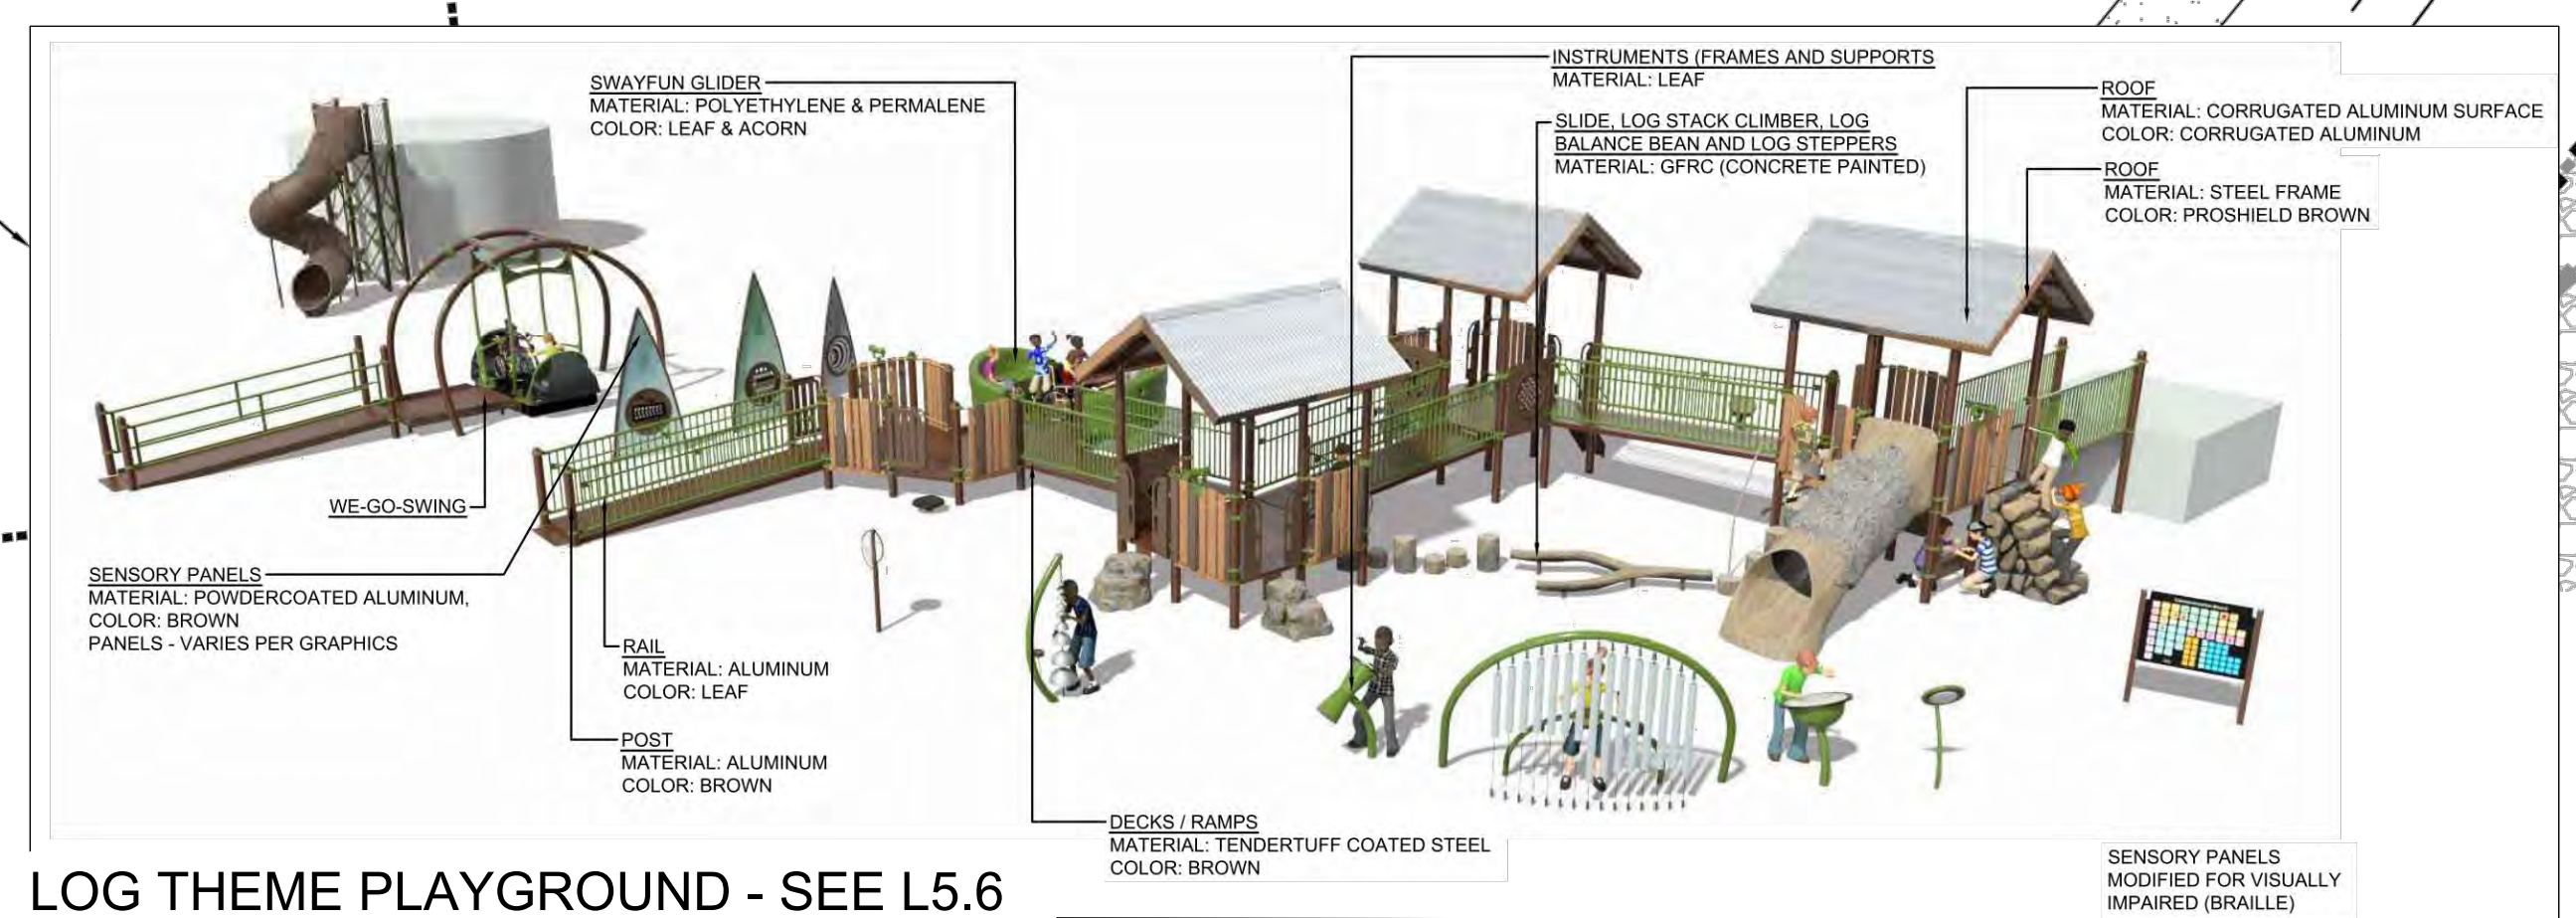 SWAYFUN GLIDER
MATERIAL: POLYETHYLENE & PERMALENE
COLOR: LEAF & ACORN
INSTRUMENTS (FRAMES AND SUPPORTS
MATERIAL: LEAF
SLIDE, LOG STACK CLIMBER, LOG
BALANCE BEAN AND LOG STEPPERS
MATERIAL: GFRC (CONCRETE PAINTED)
ROOF
MATERIAL: CORRUGATED ALUMINUM SURFACE
COLOR: CORRUGATED ALUMINUM
ROOF
MATERIAL: STEEL FRAME
COLOR: PROSHIELD BROWN
WE-GO-SWING
SENSORY PANELS
MATERIAL: POWDERCOATED ALUMINUM,
COLOR: BROWN
PANELS - VARIES PER GRAPHICS
RAIL
MATERIAL: ALUMINUM
COLOR: LEAF
POST
MATERIAL: ALUMINUM
COLOR: BROWN
DECKS / RAMPS
MATERIAL: TENDERTUFF COATED STEEL
COLOR: BROWN
SENSORY PANELS
MODIFIED FOR VISUALLY
IMPAIRED (BRAILLE)
LOG THEME PLAYGROUND - SEE L5.6